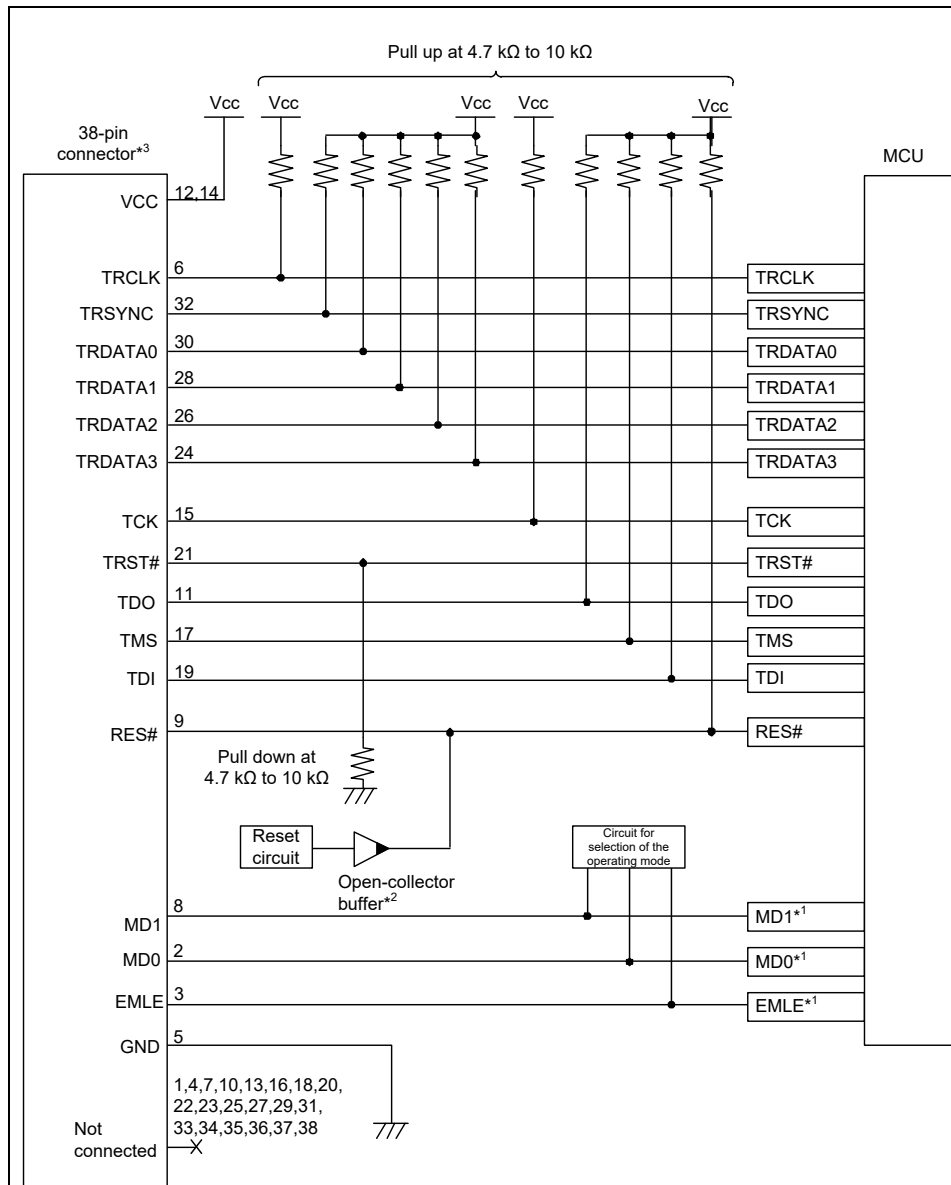 Pull up at 4.7 kΩ to 10 kΩ
Vcc Vcc Vcc Vcc Vcc
38-pin
connector*3
MCU
VCC 12,14
TRCLK 6 TRCLK
TRSYNC 32 TRSYNC
TRDATA0 30 TRDATA0
TRDATA1 28 TRDATA1
TRDATA2 26 TRDATA2
TRDATA3 24 TRDATA3
TCK 15 TCK
TRST# 21 TRST#
TDO 11 TDO
TMS 17 TMS
TDI 19 TDI
RES# 9 RES#
Pull down at
4.7 kΩ to 10 kΩ
Reset
circuit
Open-collector
buffer*2
Circuit for
selection of the
operating mode
MD1 8 MD1*1
MD0 2 MD0*1
EMLE 3 EMLE*1
GND 5
1,4,7,10,13,16,18,20,
22,23,25,27,29,31,
33,34,35,36,37,38
Not
connected